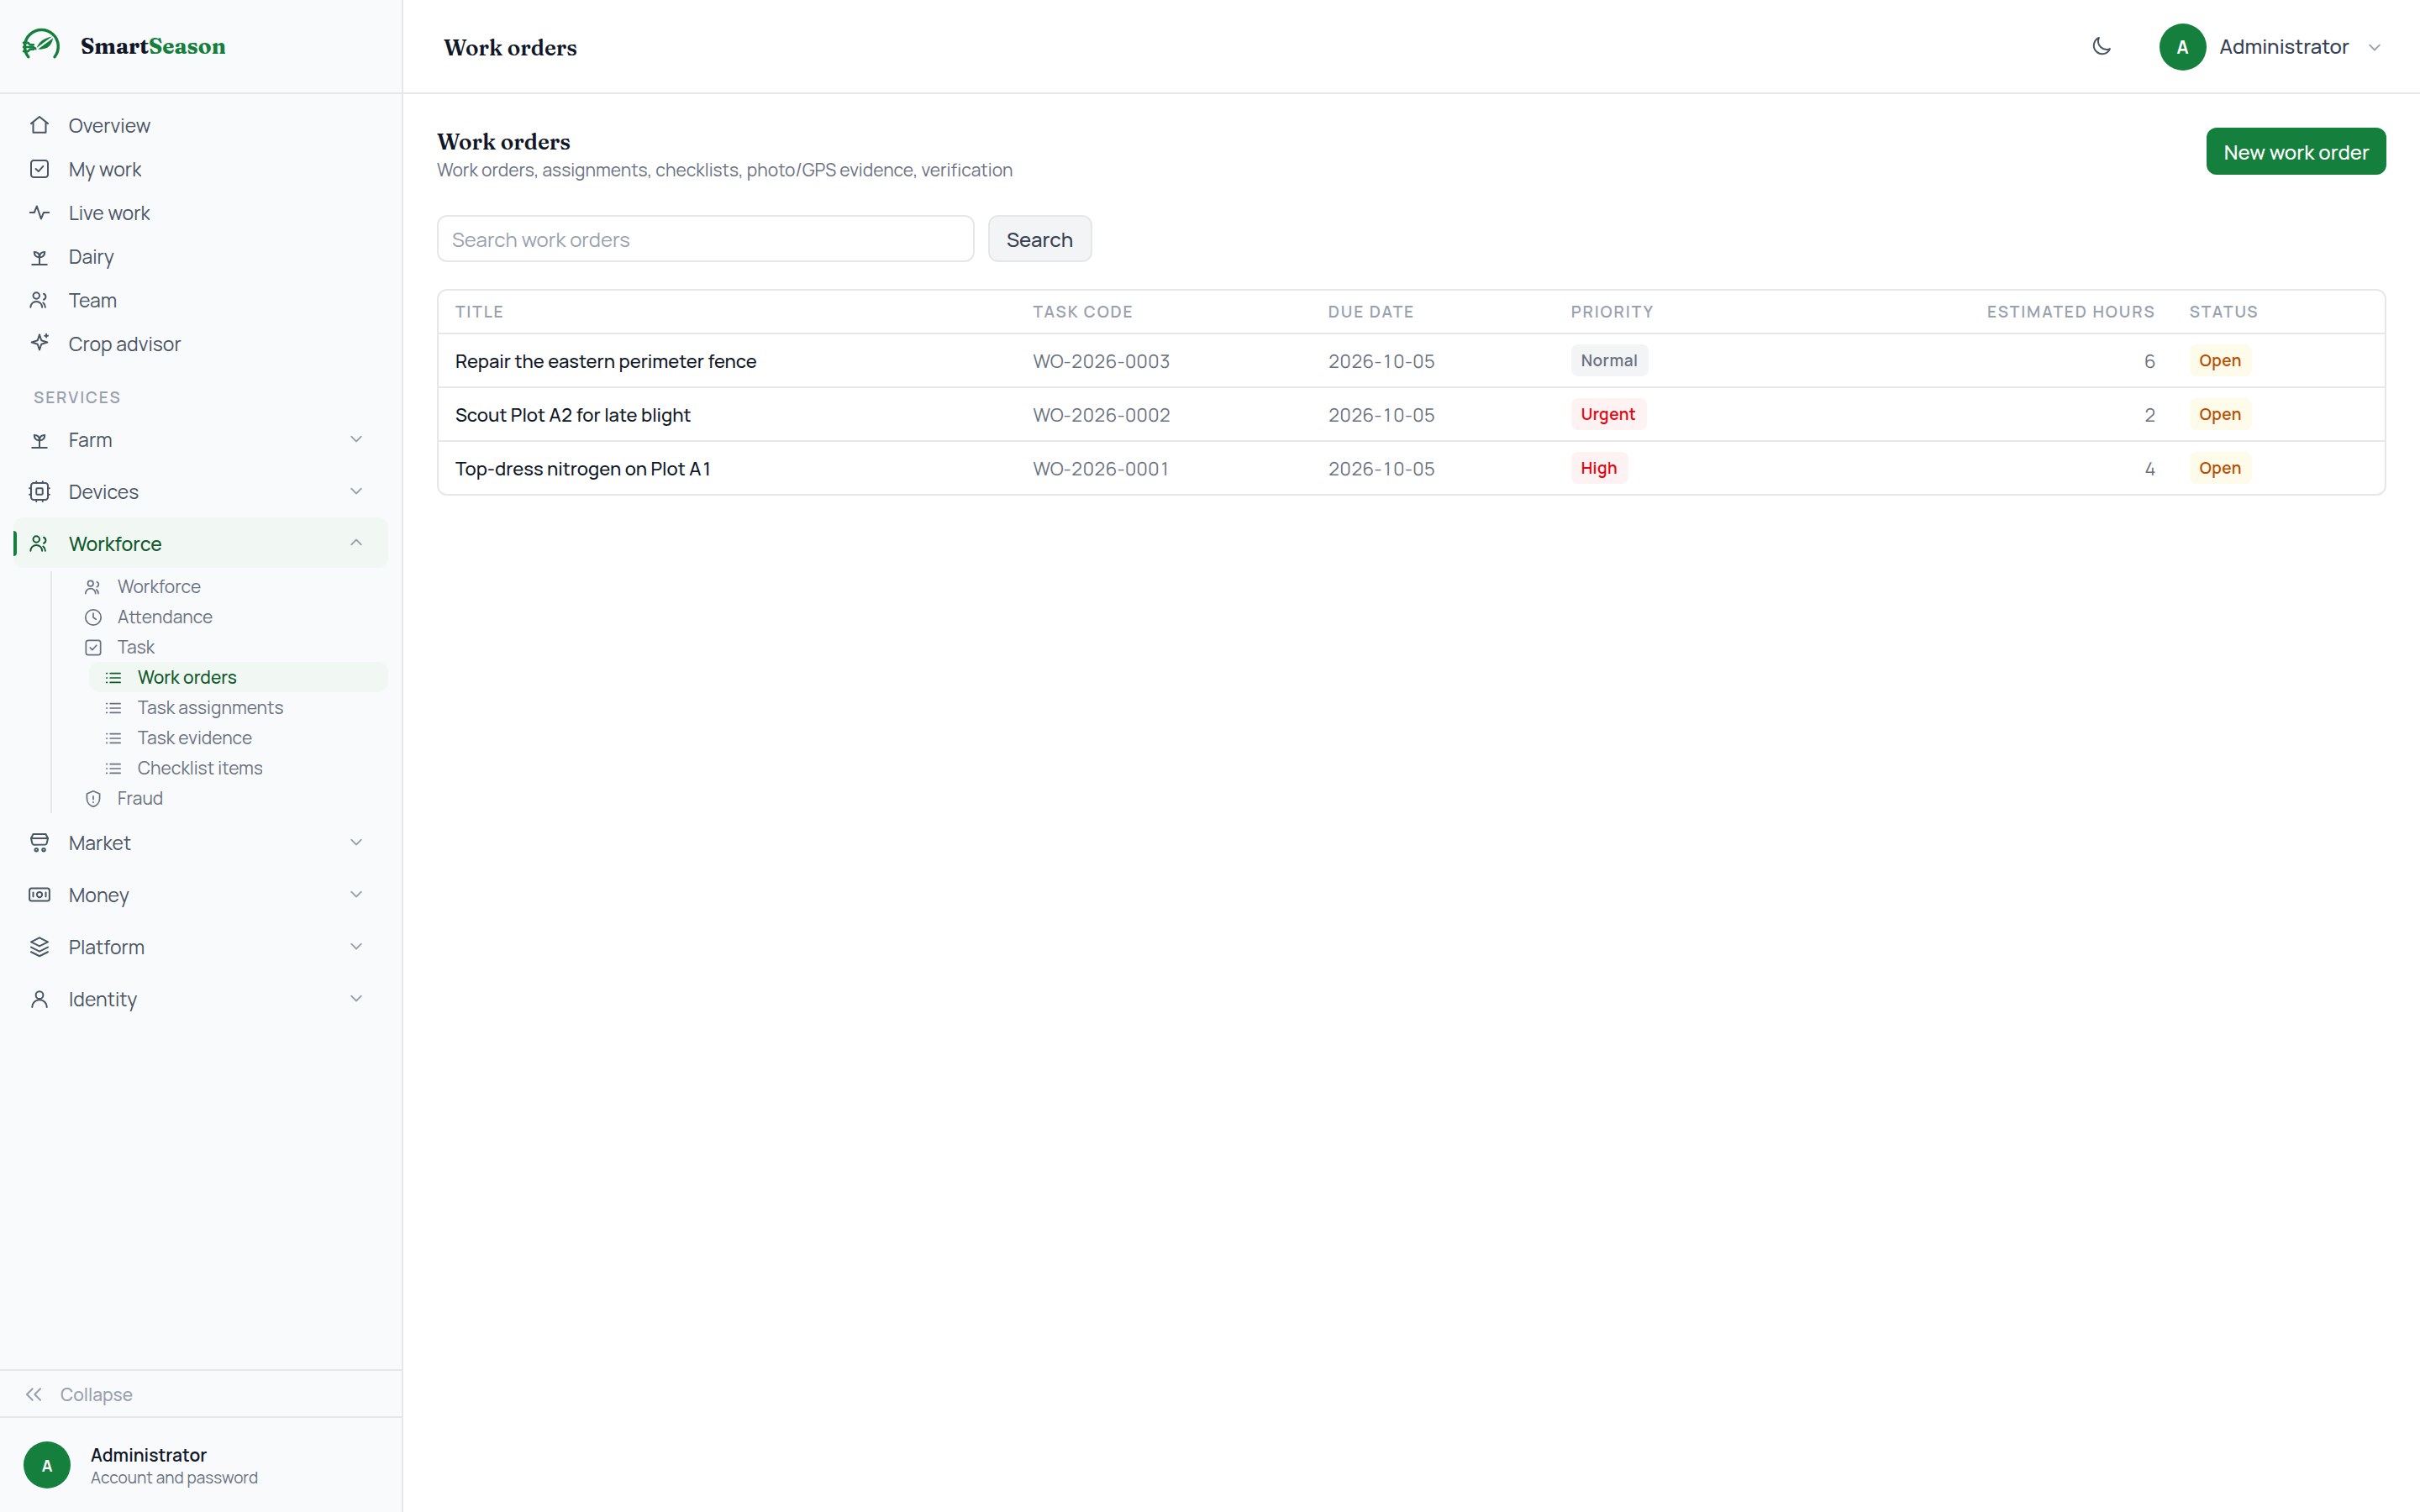 SmartSeason
Work orders
A
Administrator
Overview
My work
Live work
Dairy
Team
Crop advisor
SERVICES
Farm
Devices
Workforce
Workforce
Attendance
Task
Work orders
Task assignments
Task evidence
Checklist items
Fraud
Market
Money
Platform
Identity
Collapse
A
Administrator
Account and password
Work orders
Work orders, assignments, checklists, photo/GPS evidence, verification
New work order
Search work orders
Search
TITLE TASK CODE DUE DATE PRIORITY ESTIMATED HOURS STATUS
Repair the eastern perimeter fence WO-2026-0003 2026-10-05 Normal 6 Open
Scout Plot A2 for late blight WO-2026-0002 2026-10-05 Urgent 2 Open
Top-dress nitrogen on Plot A1 WO-2026-0001 2026-10-05 High 4 Open